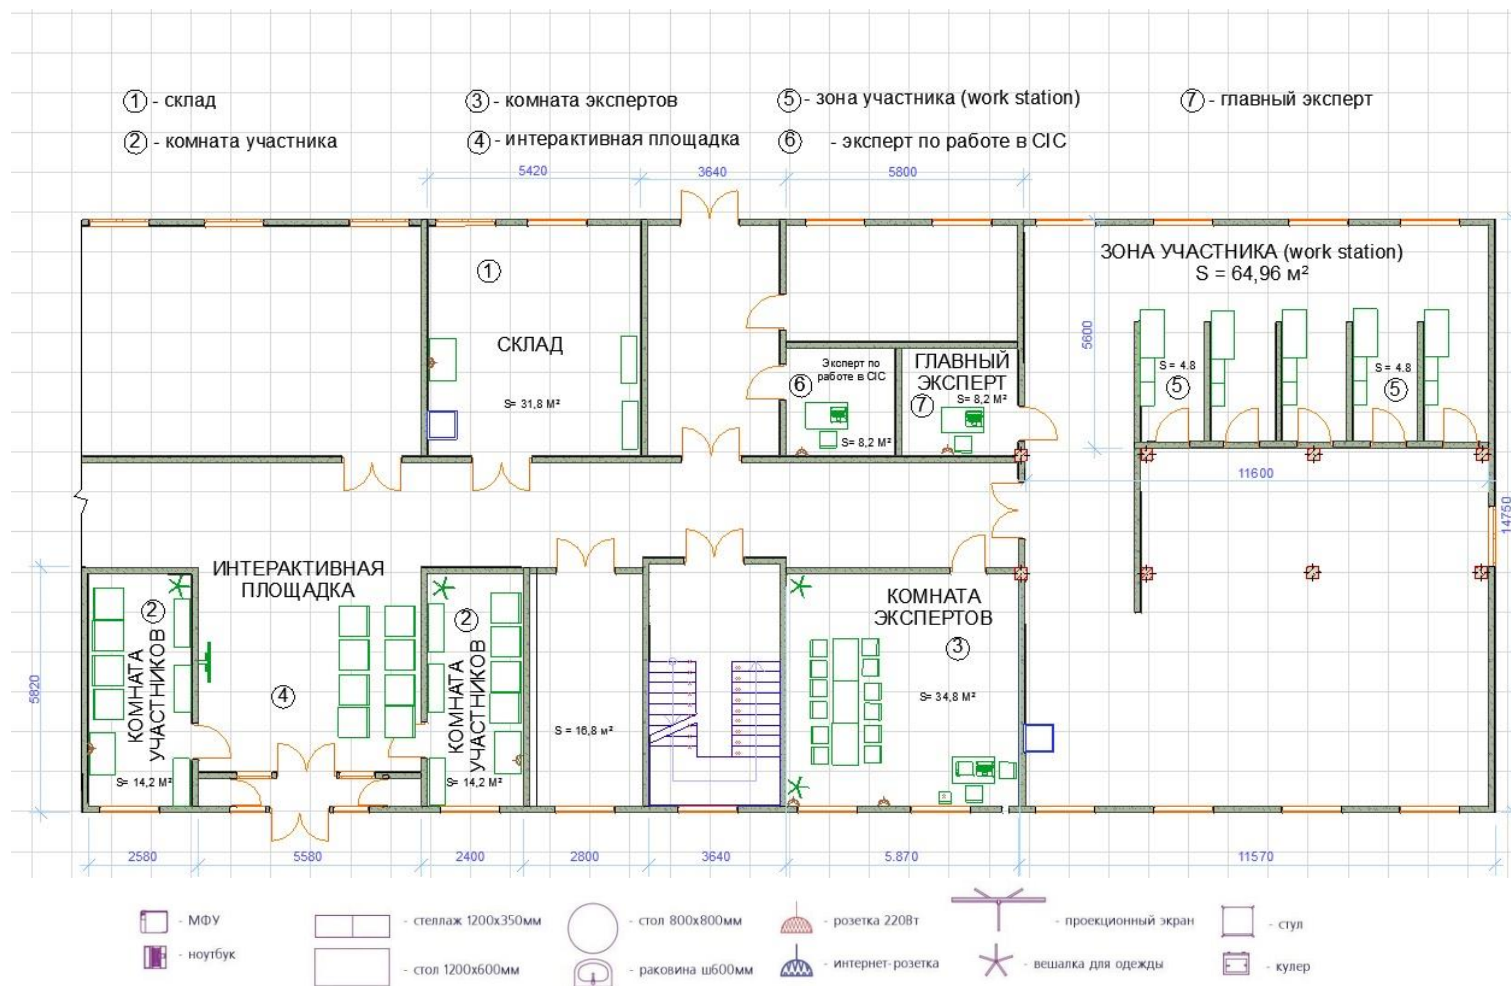 1 - склад
3 - комната экспертов
5 - зона участника (work station)
7 - главный эксперт
2 - комната участника
4 - интерактивная площадка
6 - эксперт по работе в CIC
5420
3640
5800
ЗОНА УЧАСТНИКА (work station)
S = 64,96 м²
1
СКЛАД
S= 31,8 М²
5600
Эксперт по
работе в CIC
6
S= 8,2 М²
ГЛАВНЫЙ
ЭКСПЕРТ
7
S= 8,2 М²
S = 4.8
5
S = 4.8
5
11600
14750
ИНТЕРАКТИВНАЯ
ПЛОЩАДКА
4
2
КОМНАТА
УЧАСТНИКОВ
S= 14,2 М²
2
КОМНАТА
УЧАСТНИКОВ
S= 14,2 М²
S = 16,8 м²
КОМНАТА
ЭКСПЕРТОВ
3
S= 34,8 М²
5820
2580
5580
2400
2800
3640
5.870
11570
- МФУ
- стеллаж 1200х350мм
- стол 800х800мм
- розетка 220Вт
- проекционный экран
- стул
- ноутбук
- стол 1200х600мм
- раковина ш600мм
- интернет-розетка
- вешалка для одежды
- кулер